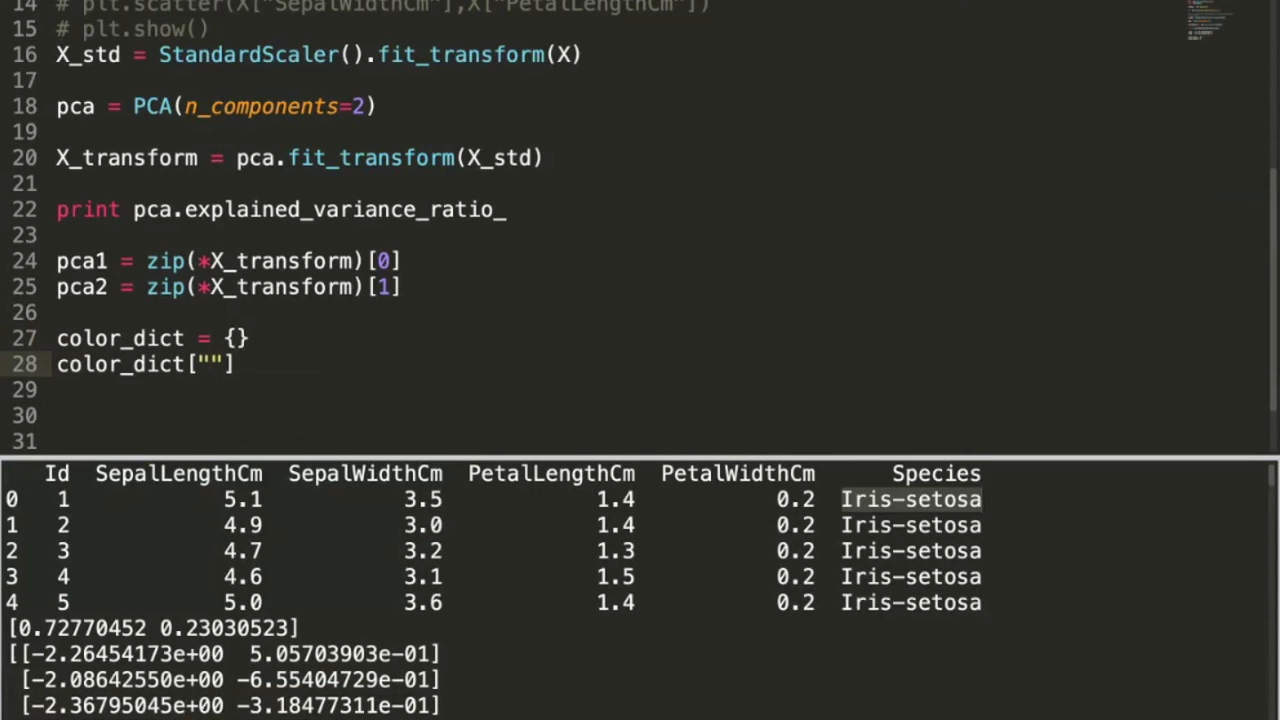 14 # plt.scatter(X["SepalWidthCm"],X["PetalLengthCm"])
15 # plt.show()
16 X_std = StandardScaler().fit_transform(X)
17
18 pca = PCA(n_components=2)
19
20 X_transform = pca.fit_transform(X_std)
21
22 print pca.explained_variance_ratio_
23
24 pca1 = zip(*X_transform)[0]
25 pca2 = zip(*X_transform)[1]
26
27 color_dict = {}
28 color_dict[""]
29
30
31
Id SepalLengthCm SepalWidthCm PetalLengthCm PetalWidthCm Species
0 1 5.1 3.5 1.4 0.2 Iris-setosa
1 2 4.9 3.0 1.4 0.2 Iris-setosa
2 3 4.7 3.2 1.3 0.2 Iris-setosa
3 4 4.6 3.1 1.5 0.2 Iris-setosa
4 5 5.0 3.6 1.4 0.2 Iris-setosa
[0.72770452 0.23030523]
[[-2.26454173e+00 5.05703903e-01]
[-2.08642550e+00 -6.55404729e-01]
[-2.36795045e+00 -3.18477311e-01]